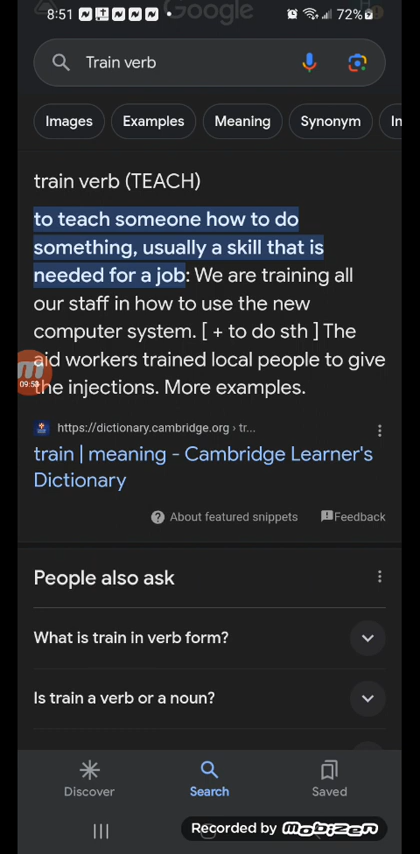 8:51
Google
72%
Train verb
Images
Examples
Meaning
Synonym
In
train verb (TEACH)
to teach someone how to do
something, usually a skill that is
needed for a job: We are training all
our staff in how to use the new
computer system. [ + to do sth ] The
aid workers trained local people to give
the injections. More examples.
09:53
https://dictionary.cambridge.org › tr...
train | meaning - Cambridge Learner's
Dictionary
About featured snippets
Feedback
People also ask
What is train in verb form?
Is train a verb or a noun?
Discover
Search
Saved
Recorded by mobizen